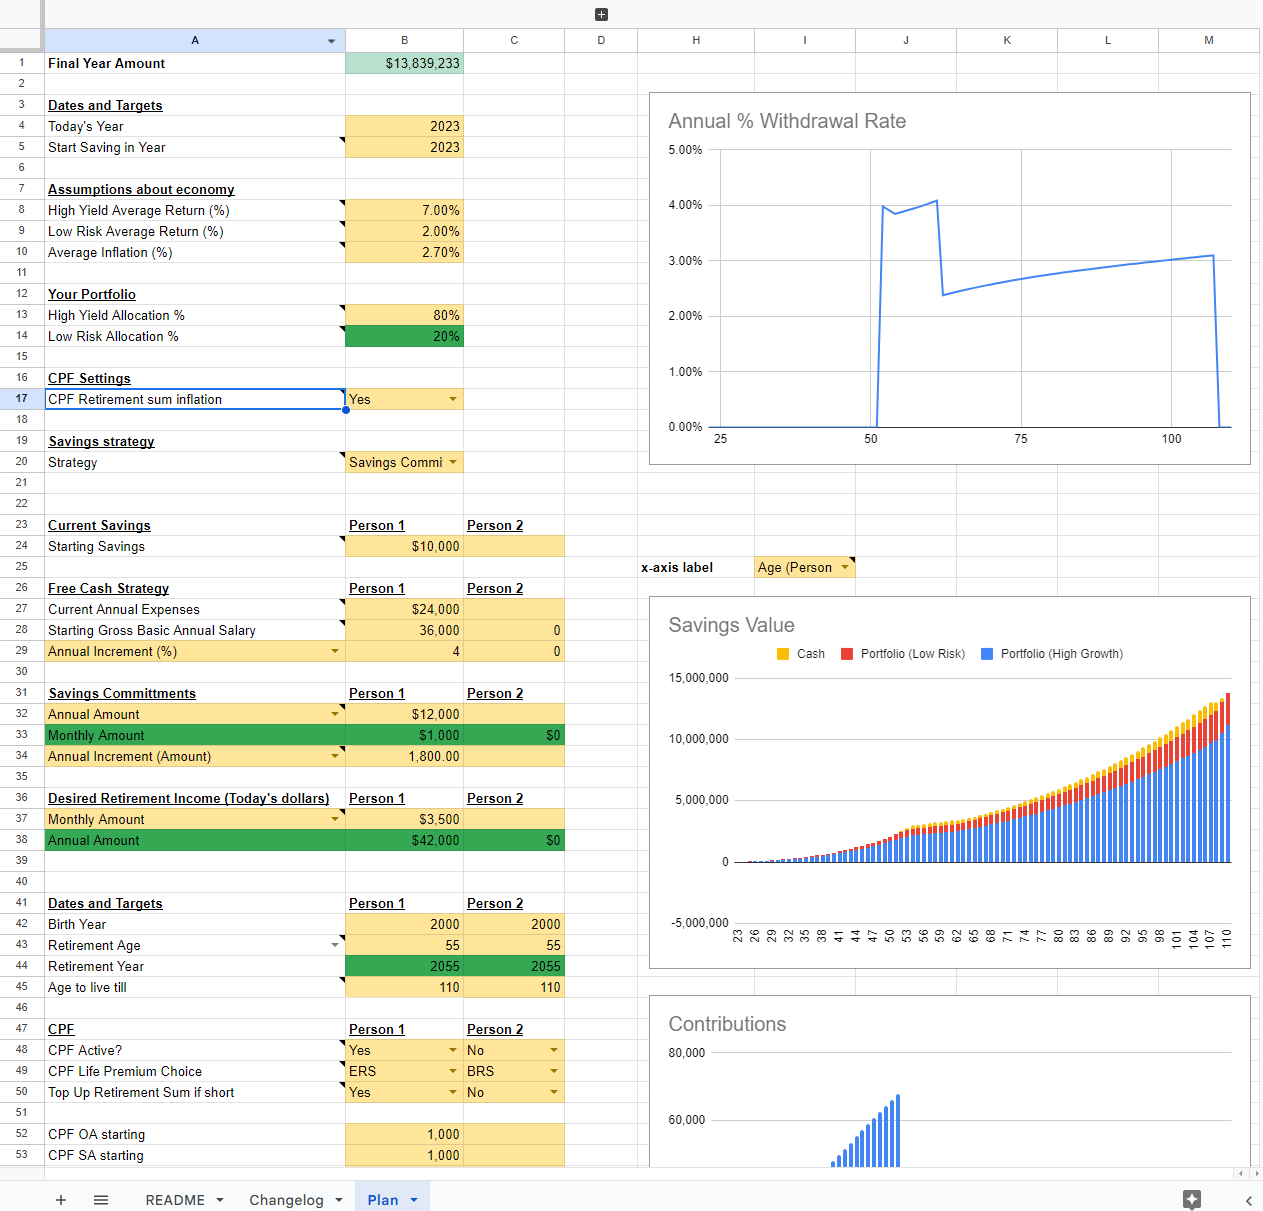 A B C D H I J K L M
1 Final Year Amount $13,839,233
2
3 Dates and Targets
4 Today's Year 2023
5 Start Saving in Year 2023
6
7 Assumptions about economy
8 High Yield Average Return (%) 7.00%
9 Low Risk Average Return (%) 2.00%
10 Average Inflation (%) 2.70%
11
12 Your Portfolio
13 High Yield Allocation % 80%
14 Low Risk Allocation % 20%
15
16 CPF Settings
17 CPF Retirement sum inflation Yes
18
19 Savings strategy
20 Strategy Savings Commi
21
22
23 Current Savings Person 1 Person 2
24 Starting Savings $10,000
25 x-axis label Age (Person
26 Free Cash Strategy Person 1 Person 2
27 Current Annual Expenses $24,000
28 Starting Gross Basic Annual Salary 36,000 0
29 Annual Increment (%) 4 0
30
31 Savings Committments Person 1 Person 2
32 Annual Amount $12,000
33 Monthly Amount $1,000 $0
34 Annual Increment (Amount) 1,800.00
35
36 Desired Retirement Income (Today's dollars) Person 1 Person 2
37 Monthly Amount $3,500
38 Annual Amount $42,000 $0
39
40
41 Dates and Targets Person 1 Person 2
42 Birth Year 2000 2000
43 Retirement Age 55 55
44 Retirement Year 2055 2055
45 Age to live till 110 110
46
47 CPF Person 1 Person 2
48 CPF Active? Yes No
49 CPF Life Premium Choice ERS BRS
50 Top Up Retirement Sum if short Yes No
51
52 CPF OA starting 1,000
53 CPF SA starting 1,000
Annual % Withdrawal Rate
5.00%
4.00%
3.00%
2.00%
1.00%
0.00%
25 50 75 100
Savings Value
Cash Portfolio (Low Risk) Portfolio (High Growth)
15,000,000
10,000,000
5,000,000
0
-5,000,000
23 26 29 32 35 38 41 44 47 50 53 56 59 62 65 68 71 74 77 80 83 86 89 92 95 98 101 104 107 110
Contributions
80,000
60,000
README Changelog Plan